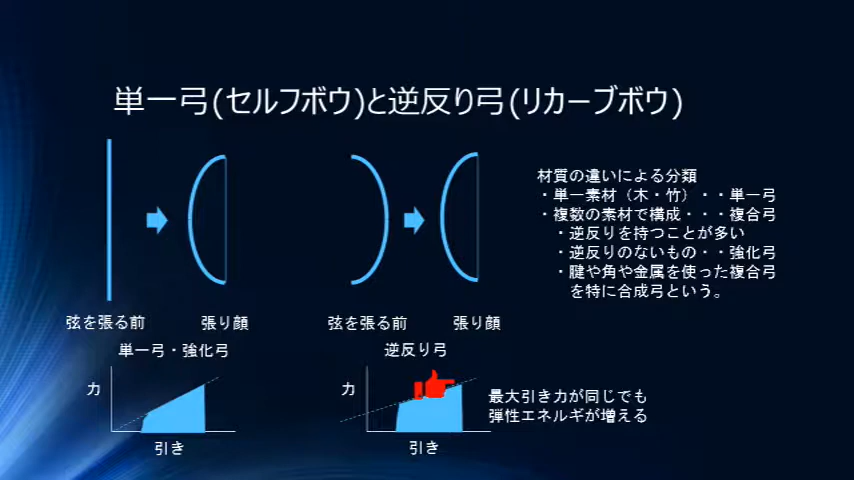 単一弓(セルフボウ)と逆反り弓(リカーブボウ)
材質の違いによる分類
・単一素材（木・竹）・・単一弓
・複数の素材で構成・・・複合弓
・逆反りを持つことが多い
・逆反りのないもの・・強化弓
・腱や角や金属を使った複合弓
を特に合成弓という。
弦を張る前
張り顔
弦を張る前
張り顔
単一弓・強化弓
逆反り弓
力
引き
力
引き
最大引き力が同じでも
弾性エネルギが増える